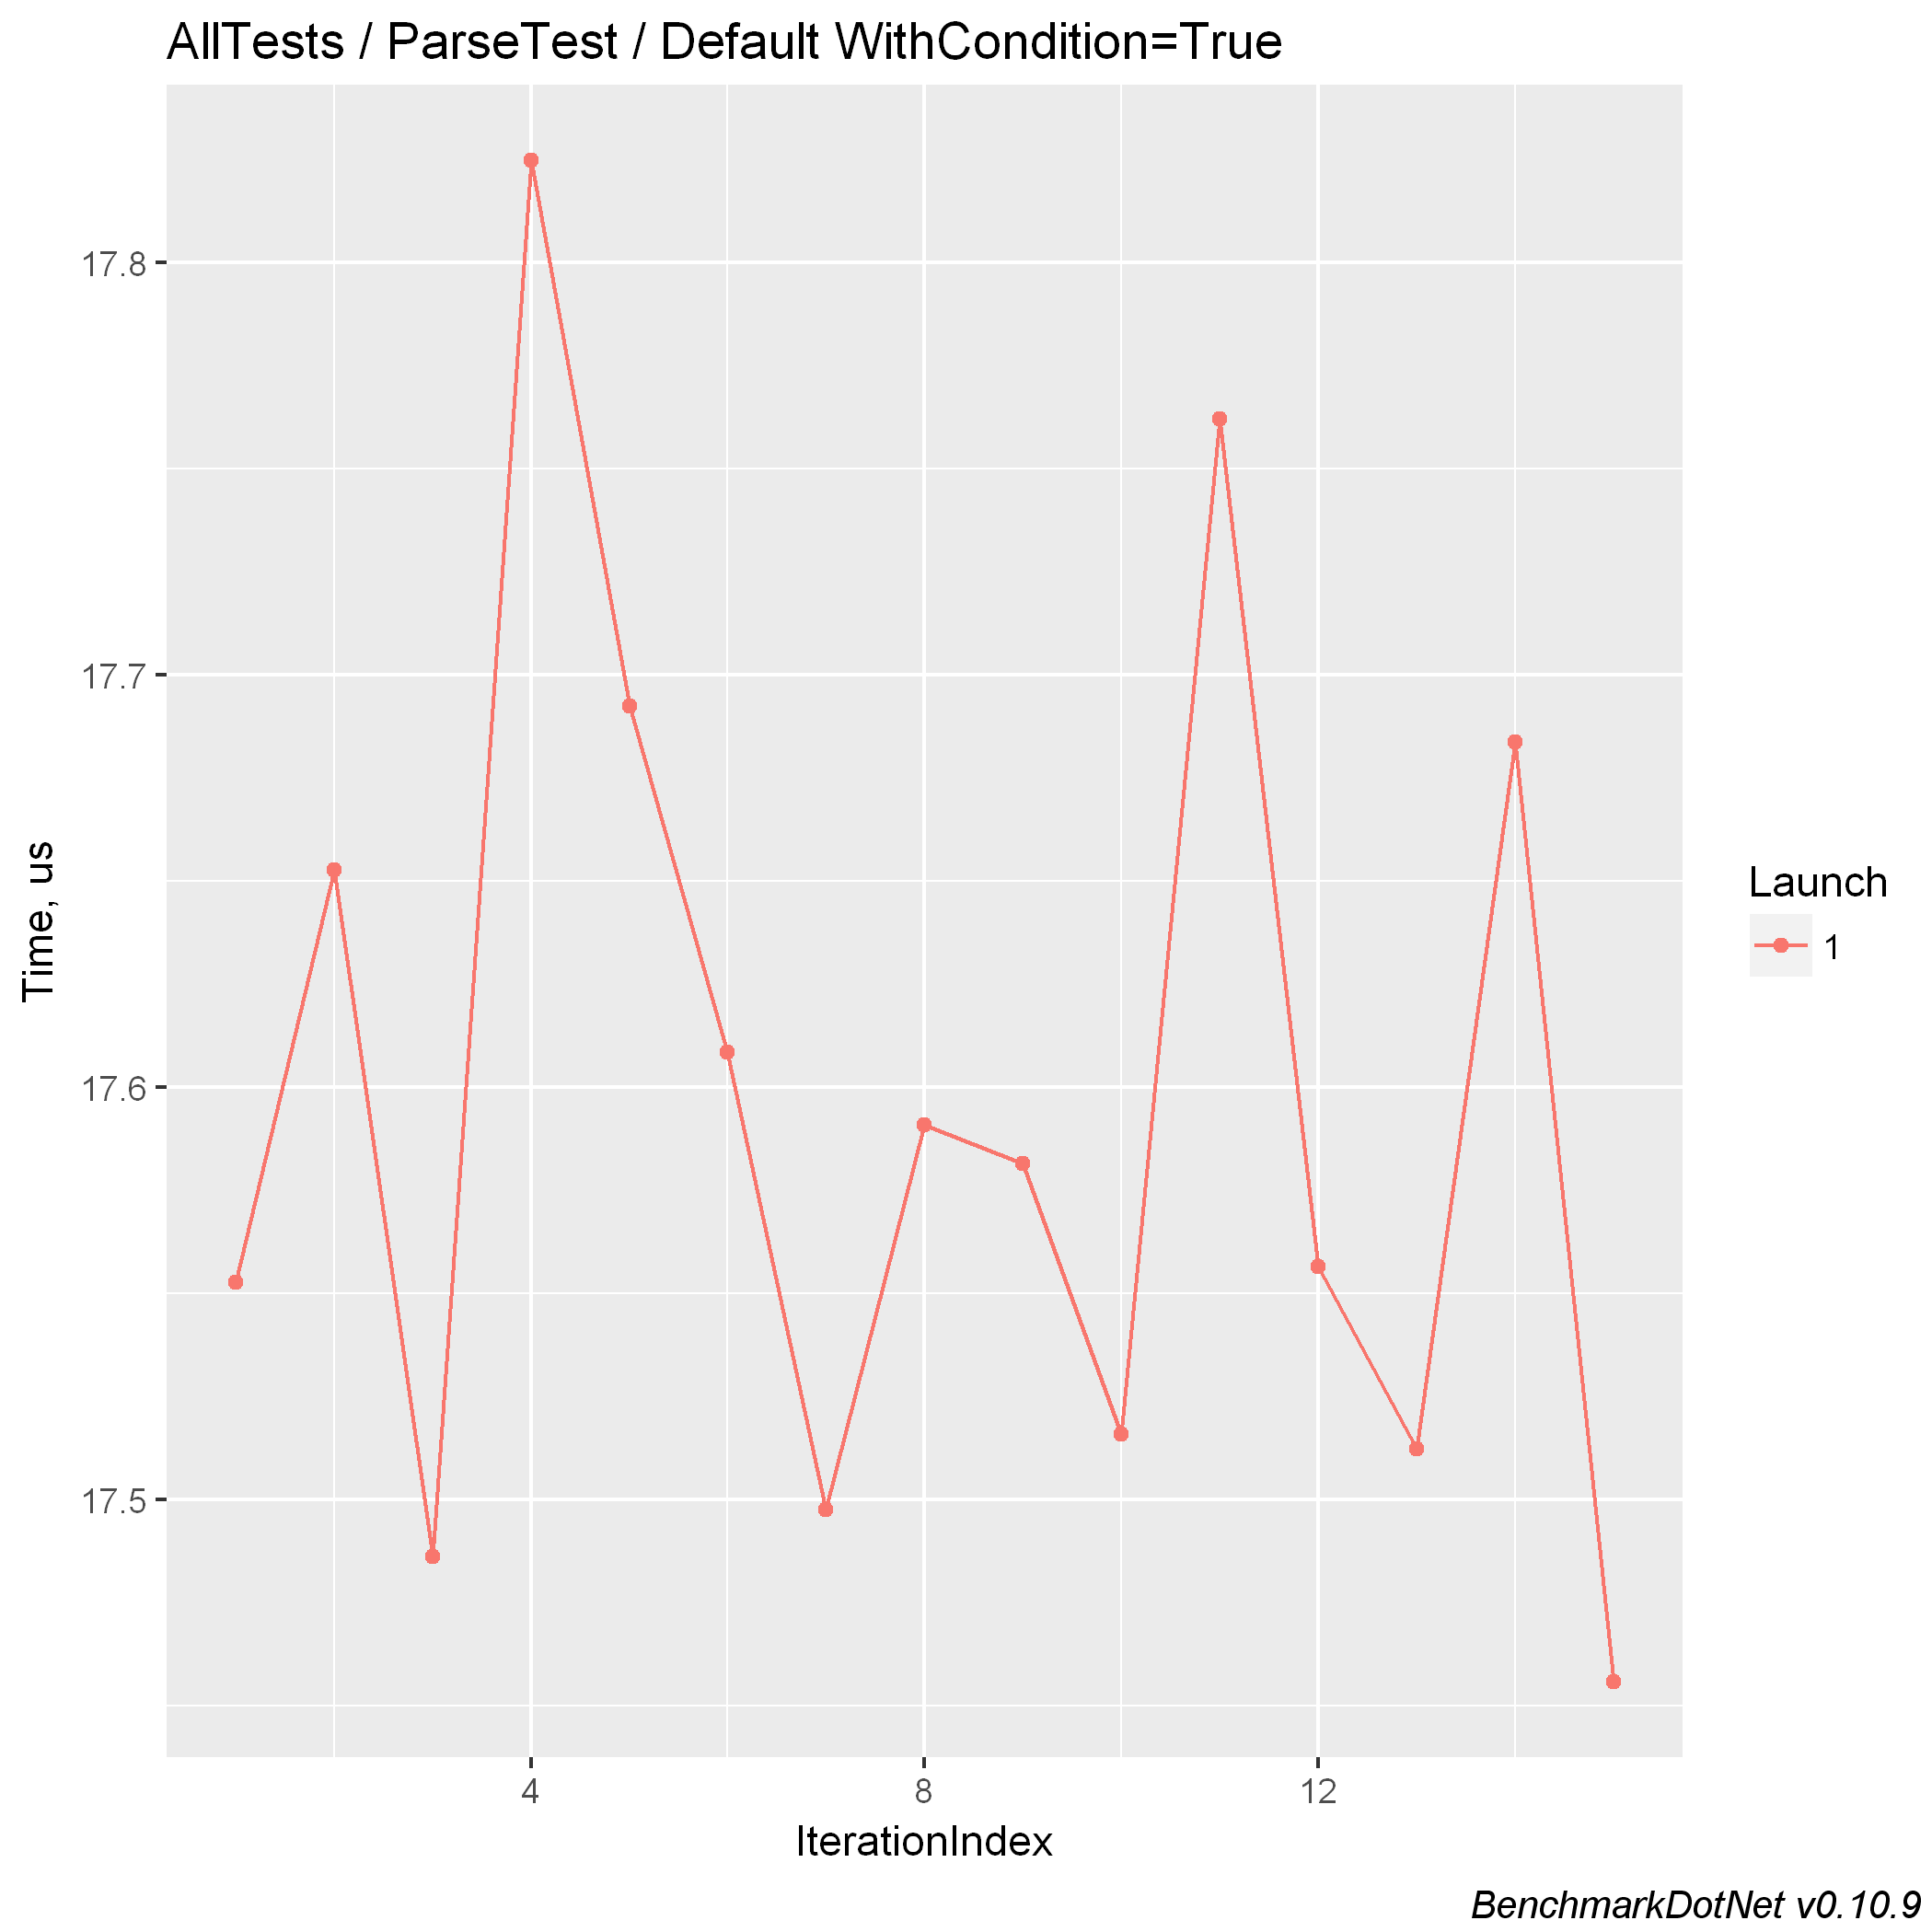 AllTests / ParseTest / Default WithCondition=True
17.8
17.7
17.6
17.5
Time, us
4
8
12
IterationIndex
Launch
1
BenchmarkDotNet v0.10.9